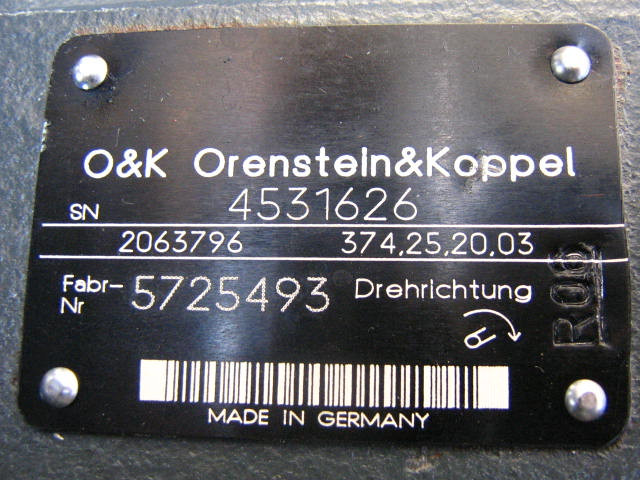 O&K Orenstein&Koppel
SN 4531626
2063796 374,25,20,03
Fabr-Nr 5725493 Drehrichtung
R06
MADE IN GERMANY